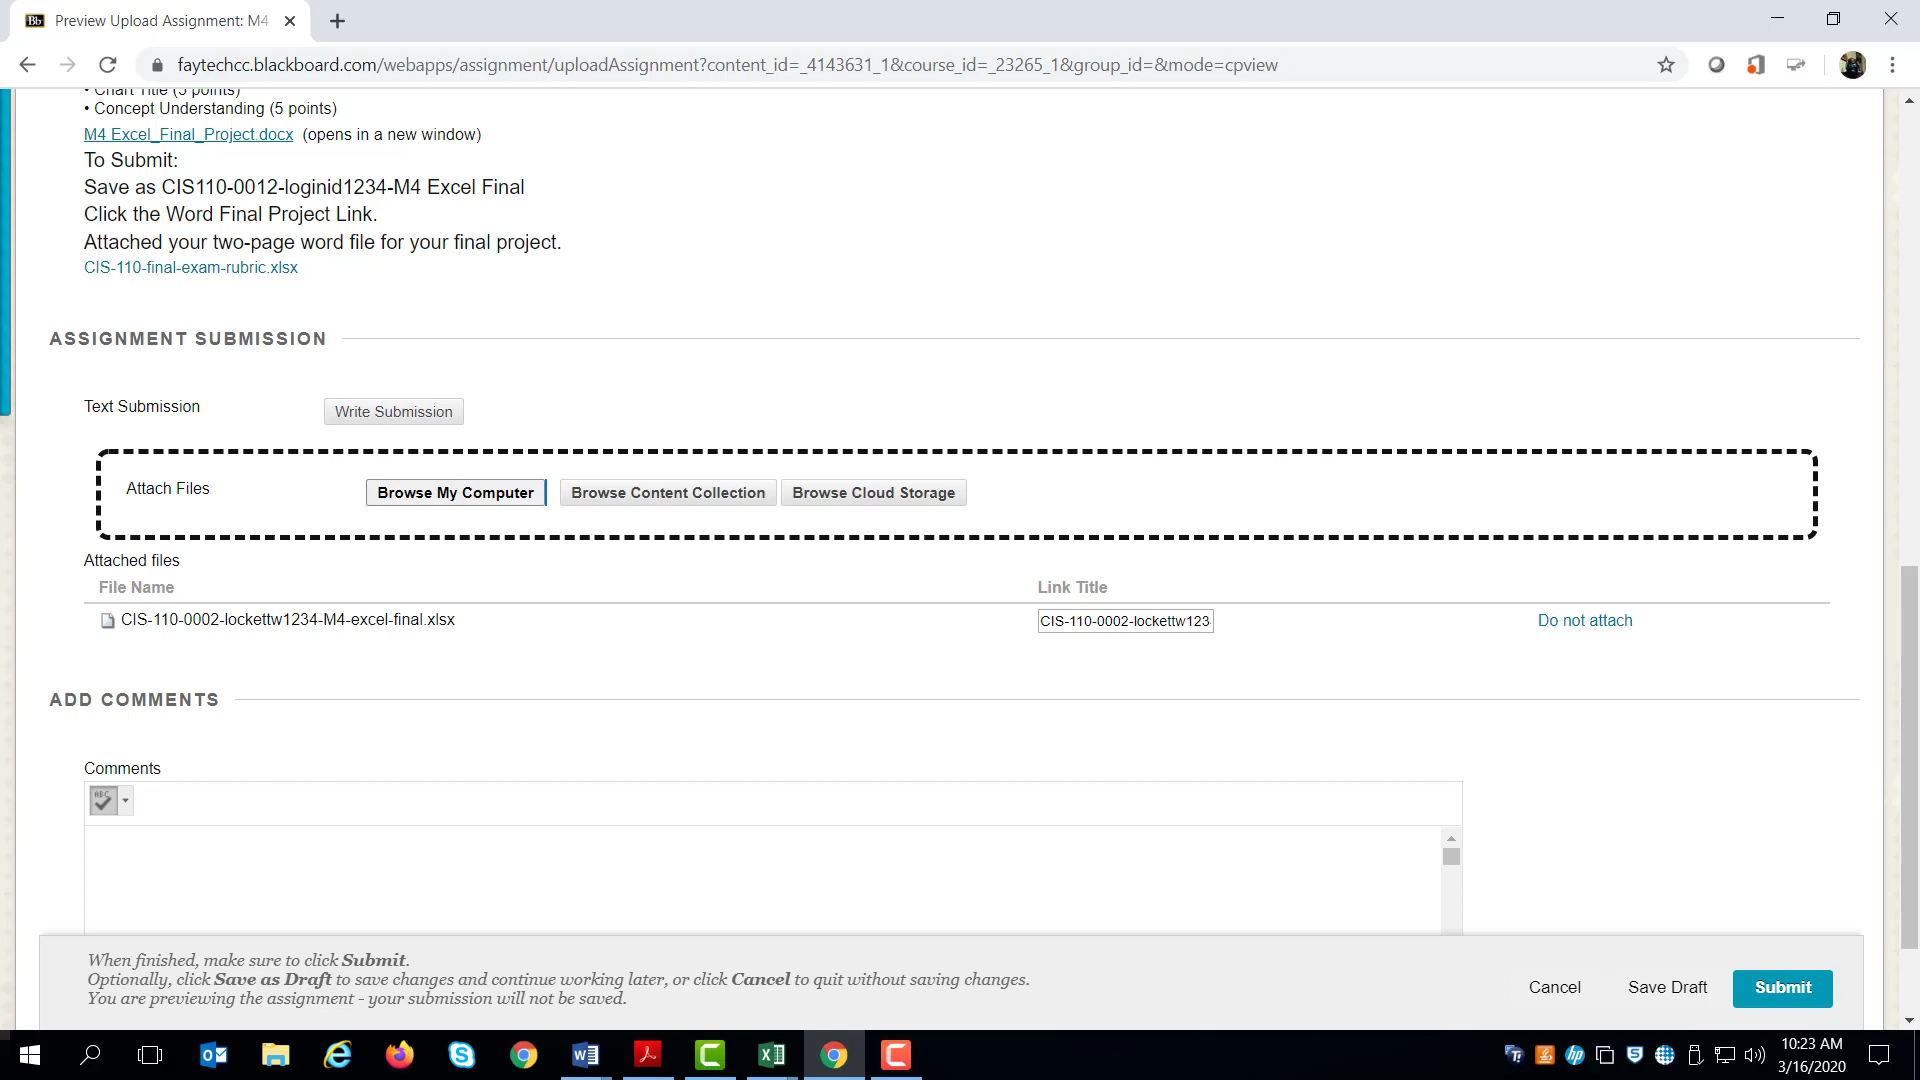 Preview Upload Assignment: M4
faytechcc.blackboard.com/webapps/assignment/uploadAssignment?content_id=_4143631_1&course_id=_23265_1&group_id=&mode=cpview
• Chart Title (5 points)
• Concept Understanding (5 points)
M4 Excel_Final_Project.docx (opens in a new window)
To Submit:
Save as CIS110-0012-loginid1234-M4 Excel Final
Click the Word Final Project Link.
Attached your two-page word file for your final project.
CIS-110-final-exam-rubric.xlsx
ASSIGNMENT SUBMISSION
Text Submission Write Submission
Attach Files Browse My Computer Browse Content Collection Browse Cloud Storage
Attached files
File Name Link Title
CIS-110-0002-lockettw1234-M4-excel-final.xlsx CIS-110-0002-lockettw123 Do not attach
ADD COMMENTS
Comments
ABC
When finished, make sure to click Submit.
Optionally, click Save as Draft to save changes and continue working later, or click Cancel to quit without saving changes.
You are previewing the assignment - your submission will not be saved.
Cancel Save Draft Submit
10:23 AM
3/16/2020